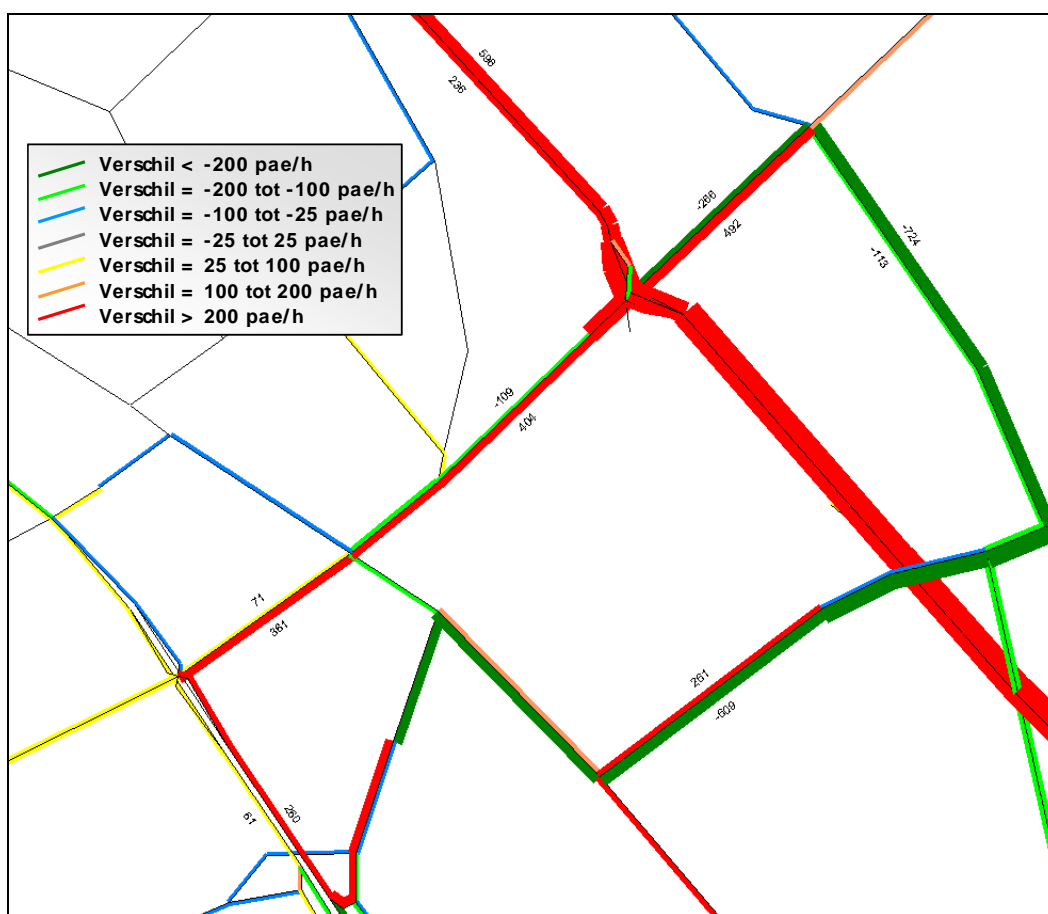 598
236
Verschil < -200 pae/h
Verschil = -200 tot -100 pae/h
Verschil = -100 tot -25 pae/h
Verschil = -25 tot 25 pae/h
Verschil = 25 tot 100 pae/h
Verschil = 100 tot 200 pae/h
Verschil > 200 pae/h
-266
492
-724
-113
-109
404
71
361
261
-609
260
61